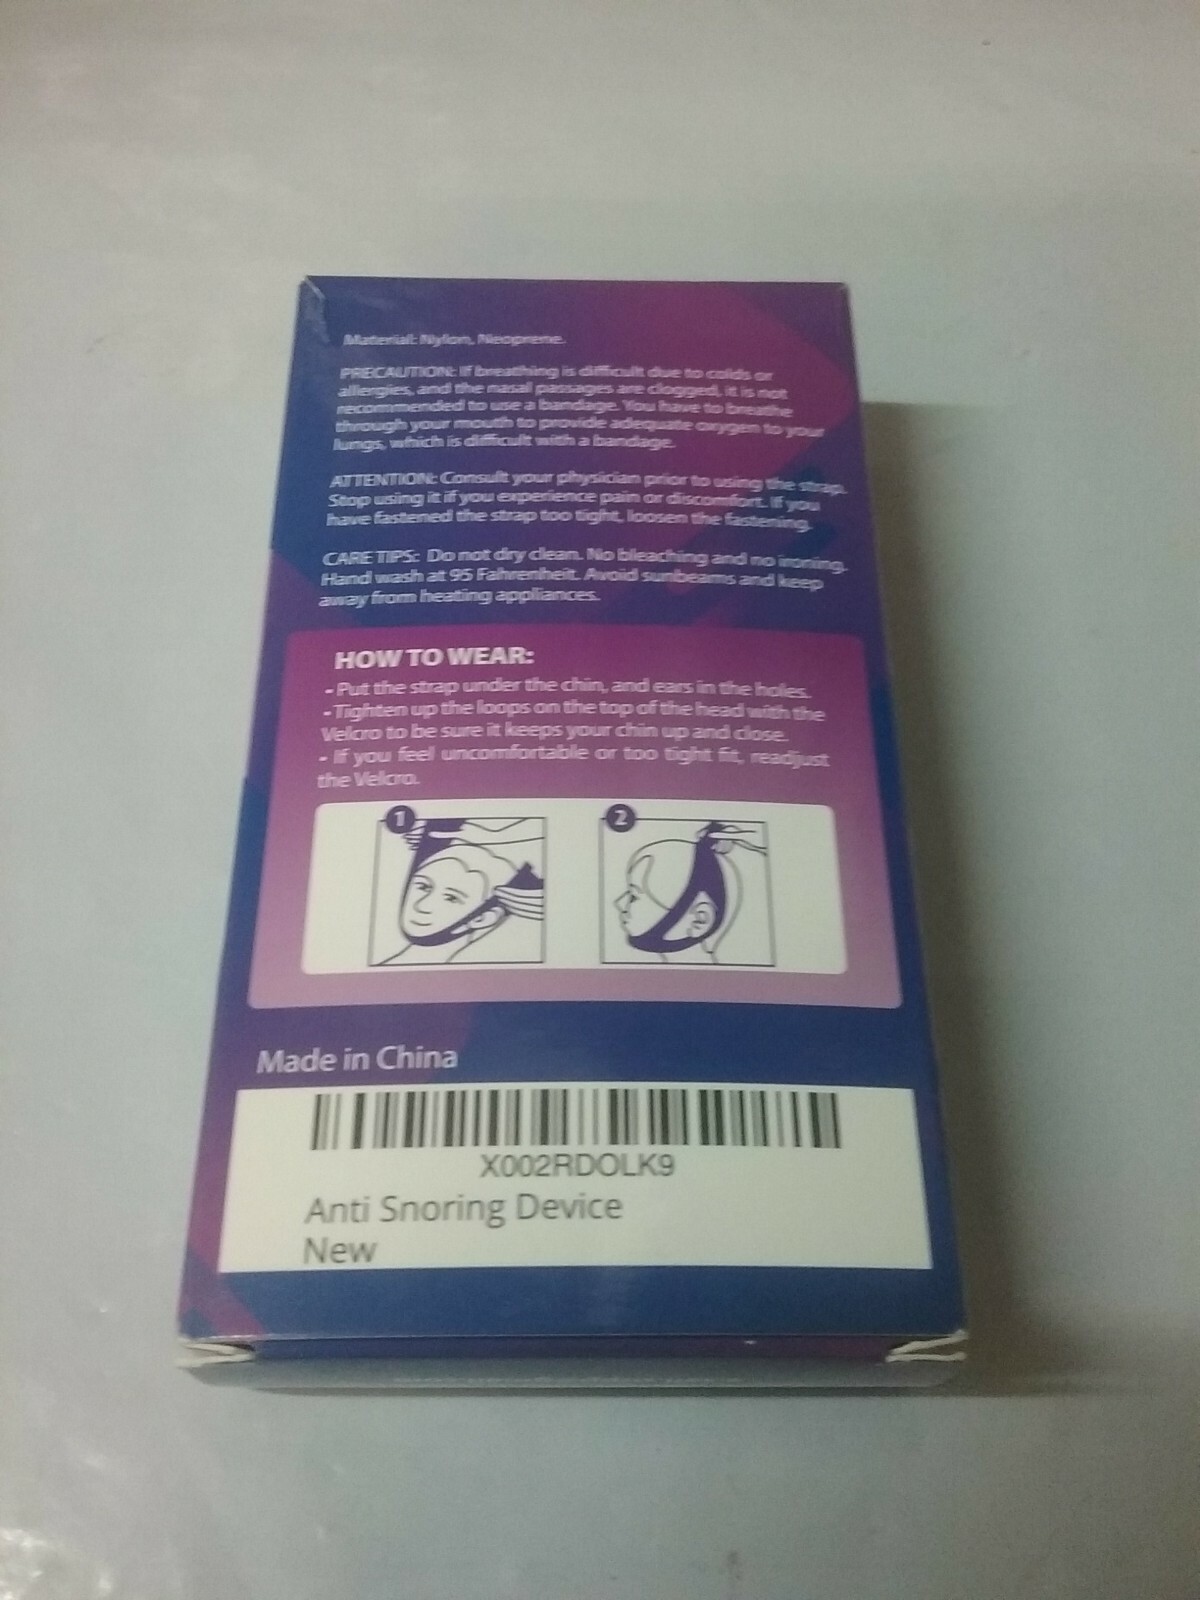 Material: Nylon, Neoprene.
PRECAUTION: If breathing is difficult due to colds or
allergies, and the nasal passages are clogged, it is not
recommended to use a bandage. You have to breathe
through your mouth to provide adequate oxygen to your
lungs, which is difficult with a bandage.
ATTENTION: Consult your physician prior to using the strap.
Stop using it if you experience pain or discomfort. If you
have fastened the strap too tight, loosen the fastening.
CARE TIPS: Do not dry clean. No bleaching and no ironing.
Hand wash at 95 Fahrenheit. Avoid sunbeams and keep
away from heating appliances.
HOW TO WEAR:
- Put the strap under the chin, and ears in the holes.
- Tighten up the loops on the top of the head with the
Velcro to be sure it keeps your chin up and close.
- If you feel uncomfortable or too tight fit, readjust
the Velcro.
1 2
Made in China
X002RDOLK9
Anti Snoring Device
New